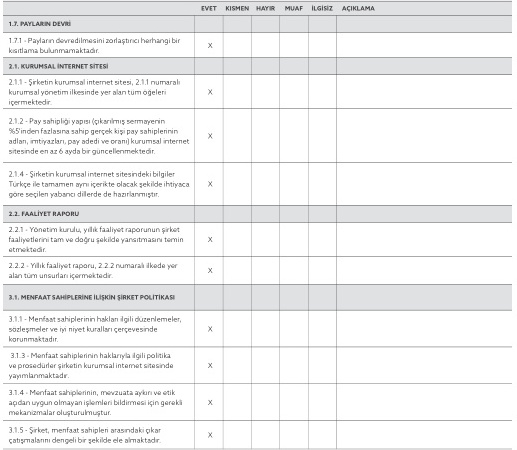 EVET KISMEN HAYIR MUAF İLGİSİZ AÇIKLAMA
1.7. PAYLARIN DEVRİ
1.7.1 - Payların devredilmesini zorlaştırıcı herhangi bir
kısıtlama bulunmamaktadır.
X
2.1. KURUMSAL İNTERNET SİTESİ
2.1.1 - Şirketin kurumsal internet sitesi, 2.1.1 numaralı
kurumsal yönetim ilkesinde yer alan tüm öğeleri
içermektedir.
X
2.1.2 - Pay sahipliği yapısı (çıkarılmış sermayenin
%5'inden fazlasına sahip gerçek kişi pay sahiplerinin
adları, imtiyazları, pay adedi ve oranı) kurumsal internet
sitesinde en az 6 ayda bir güncellenmektedir.
X
2.1.4 - Şirketin kurumsal internet sitesindeki bilgiler
Türkçe ile tamamen aynı içerikte olacak şekilde ihtiyaca
göre seçilen yabancı dillerde de hazırlanmıştır.
X
2.2. FAALİYET RAPORU
2.2.1 - Yönetim kurulu, yıllık faaliyet raporunun şirket
faaliyetlerini tam ve doğru şekilde yansıtmasını temin
etmektedir.
X
2.2.2 - Yıllık faaliyet raporu, 2.2.2 numaralı ilkede yer
alan tüm unsurları içermektedir.
X
3.1. MENFAAT SAHİPLERİNE İLİŞKİN ŞİRKET POLİTİKASI
3.1.1 - Menfaat sahiplerinin hakları ilgili düzenlemeler,
sözleşmeler ve iyi niyet kuralları çerçevesinde
korunmaktadır.
X
3.1.3 - Menfaat sahiplerinin haklarıyla ilgili politika
ve prosedürler şirketin kurumsal internet sitesinde
yayımlanmaktadır.
X
3.1.4 - Menfaat sahiplerinin, mevzuata aykırı ve etik
açıdan uygun olmayan işlemleri bildirmesi için gerekli
mekanizmalar oluşturulmuştur.
X
3.1.5 - Şirket, menfaat sahipleri arasındaki çıkar
çatışmalarını dengeli bir şekilde ele almaktadır.
X